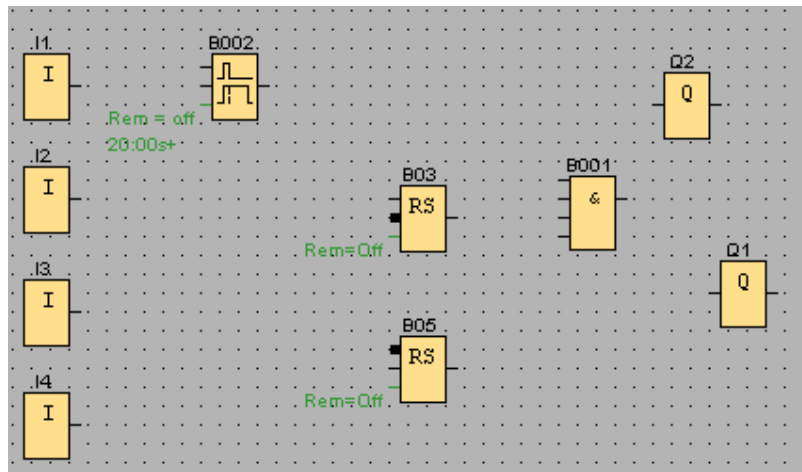 I1
B002
I
Q2
Q
Rem = off
20:00s+
I2
B03
B001
I
RS
&
Rem=Off
Q1
I3
Q
I
B05
RS
I4
Rem=Off
I